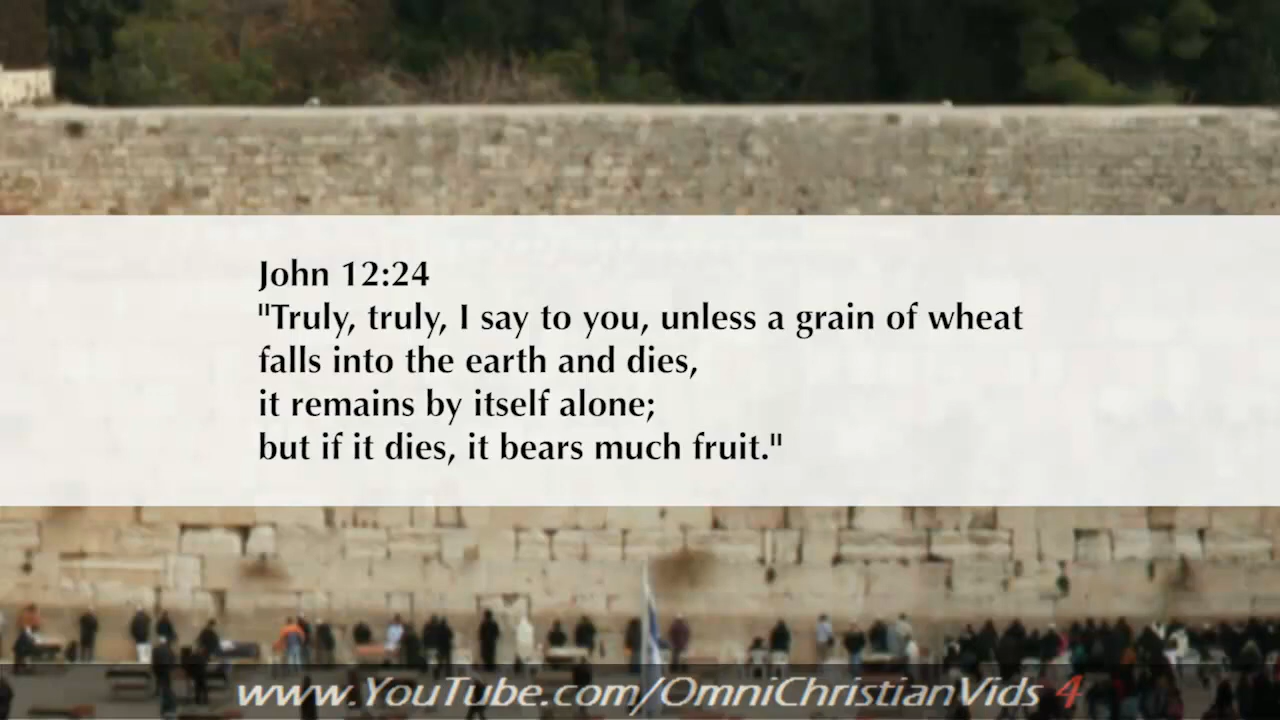 John 12:24
"Truly, truly, I say to you, unless a grain of wheat
falls into the earth and dies,
it remains by itself alone;
but if it dies, it bears much fruit."
www.YouTube.com/OmniChristianVids 4